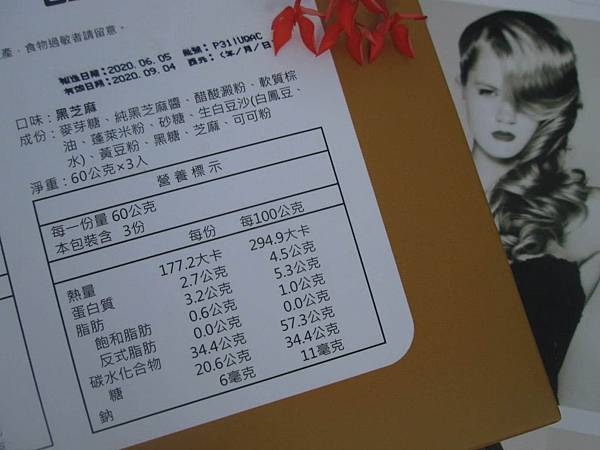 產，食物過敏者請留意。
製造日期：2020.06.05
有效日期：2020.09.04
批號：P311UQAC
西元：〈年/月/日〉
口味：黑芝麻
成份：麥芽糖、純黑芝麻醬、醋酸澱粉、軟質棕
油、蓬萊米粉、砂糖、生白豆沙(白鳳豆、
水)、黃豆粉、黑糖、芝麻、可可粉
淨重：60公克×3入
營養標示
每一份量 60公克
本包裝含 3份
每份 每100公克
熱量 177.2大卡 294.9大卡
蛋白質 2.7公克 4.5公克
脂肪 3.2公克 5.3公克
飽和脂肪 0.6公克 1.0公克
反式脂肪 0.0公克 0.0公克
碳水化合物 34.4公克 57.3公克
糖 20.6公克 34.4公克
鈉 6毫克 11毫克